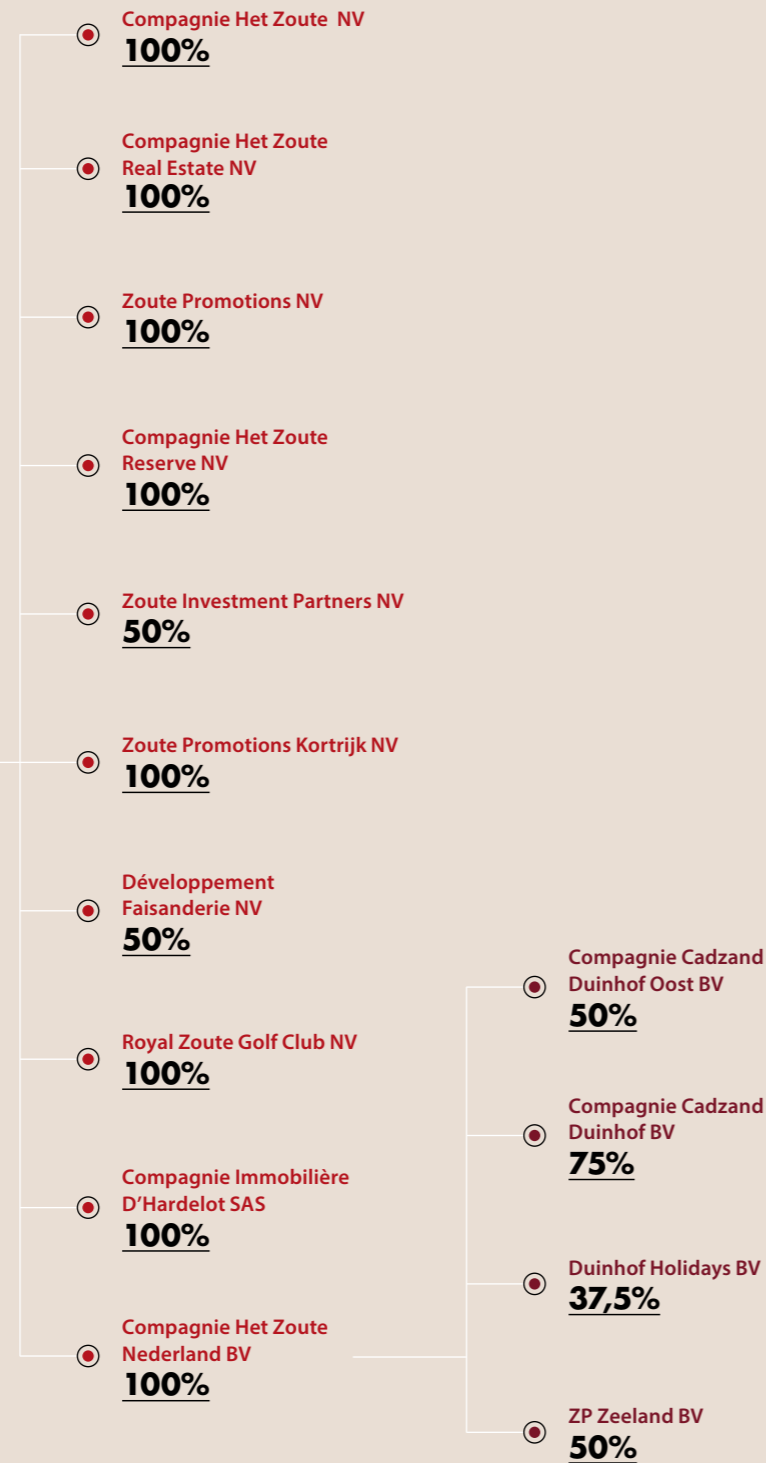 Compagnie Het Zoute NV
100%
Compagnie Het Zoute
Real Estate NV
100%
Zoute Promotions NV
100%
Compagnie Het Zoute
Reserve NV
100%
Zoute Investment Partners NV
50%
Zoute Promotions Kortrijk NV
100%
Développement
Faisanderie NV
50%
Royal Zoute Golf Club NV
100%
Compagnie Immobilière
D'Hardelot SAS
100%
Compagnie Het Zoute
Nederland BV
100%
Compagnie Cadzand
Duinhof Oost BV
50%
Compagnie Cadzand
Duinhof BV
75%
Duinhof Holidays BV
37,5%
ZP Zeeland BV
50%